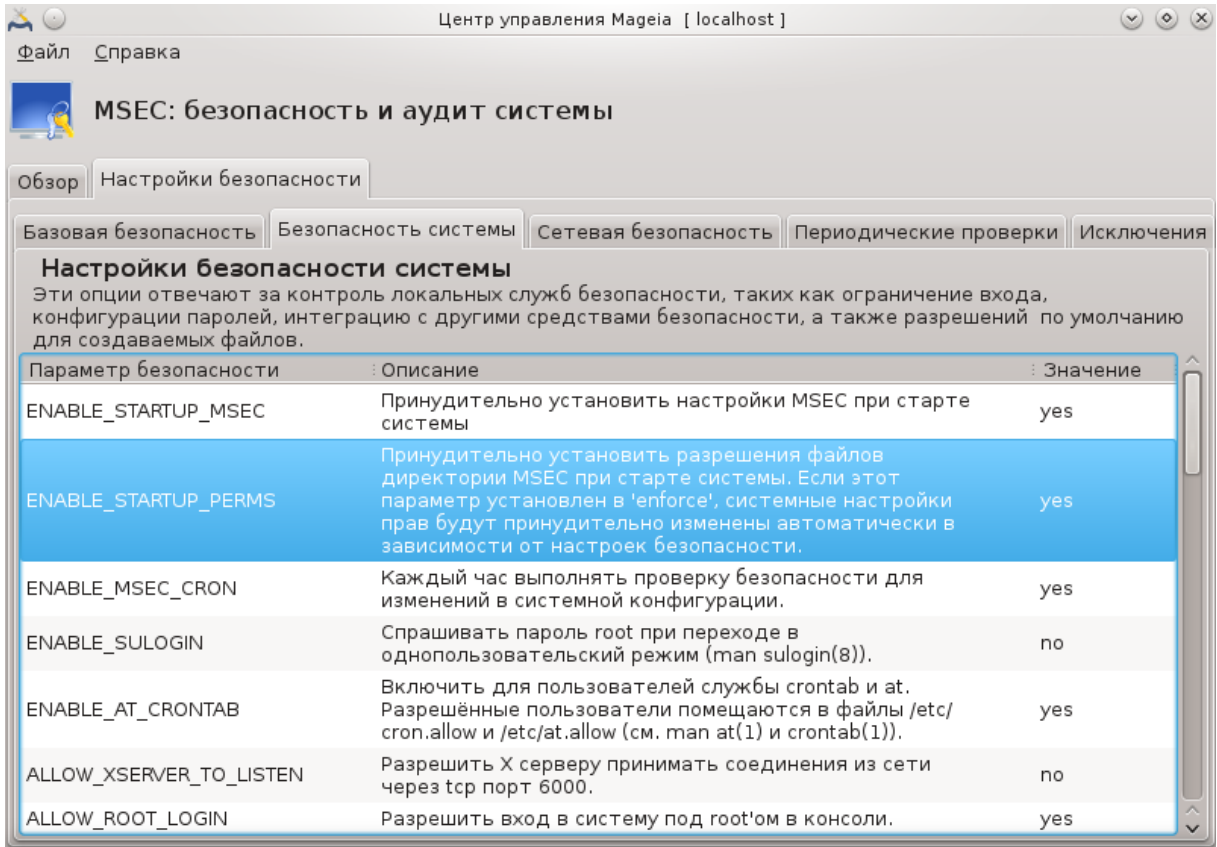 Центр управления Mageia [ localhost ]
Файл Справка
MSEC: безопасность и аудит системы
Обзор Настройки безопасности
Базовая безопасность Безопасность системы Сетевая безопасность Периодические проверки Исключения
Настройки безопасности системы
Эти опции отвечают за контроль локальных служб безопасности, таких как ограничение входа,
конфигурации паролей, интеграцию с другими средствами безопасности, а также разрешений по умолчанию
для создаваемых файлов.
Параметр безопасности Описание Значение
ENABLE_STARTUP_MSEC Принудительно установить настройки MSEC при старте
системы yes
Принудительно установить разрешения файлов
директории MSEC при старте системы. Если этот
ENABLE_STARTUP_PERMS параметр установлен в 'enforce', системные настройки yes
прав будут принудительно изменены автоматически в
зависимости от настроек безопасности.
ENABLE_MSEC_CRON Каждый час выполнять проверку безопасности для
изменений в системной конфигурации. yes
ENABLE_SULOGIN Спрашивать пароль root при переходе в
однопользовательский режим (man sulogin(8)). no
Включить для пользователей службы crontab и at.
ENABLE_AT_CRONTAB Разрешённые пользователи помещаются в файлы /etc/ yes
cron.allow и /etc/at.allow (см. man at(1) и crontab(1)).
ALLOW_XSERVER_TO_LISTEN Разрешить X серверу принимать соединения из сети
через tcp порт 6000. no
ALLOW_ROOT_LOGIN Разрешить вход в систему под root'ом в консоли. yes